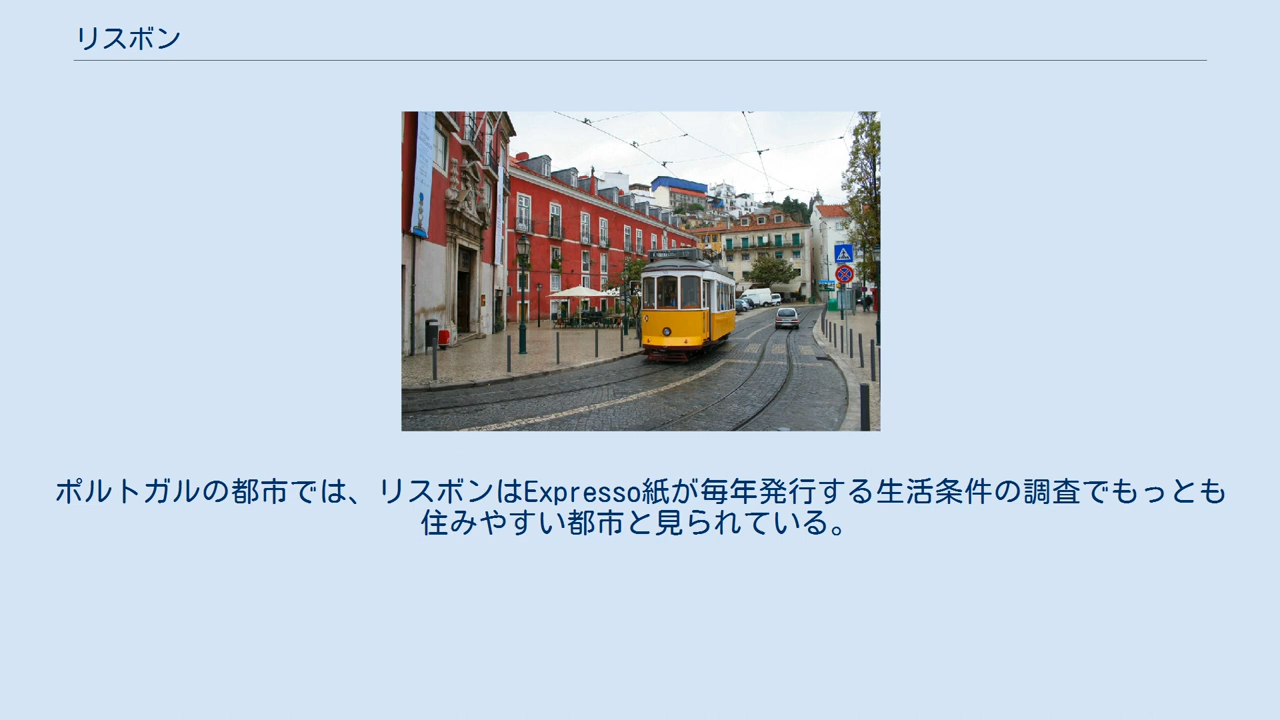 リスボン
ポルトガルの都市では、リスボンはExpresso紙が毎年発行する生活条件の調査でもっとも
住みやすい都市と見られている。